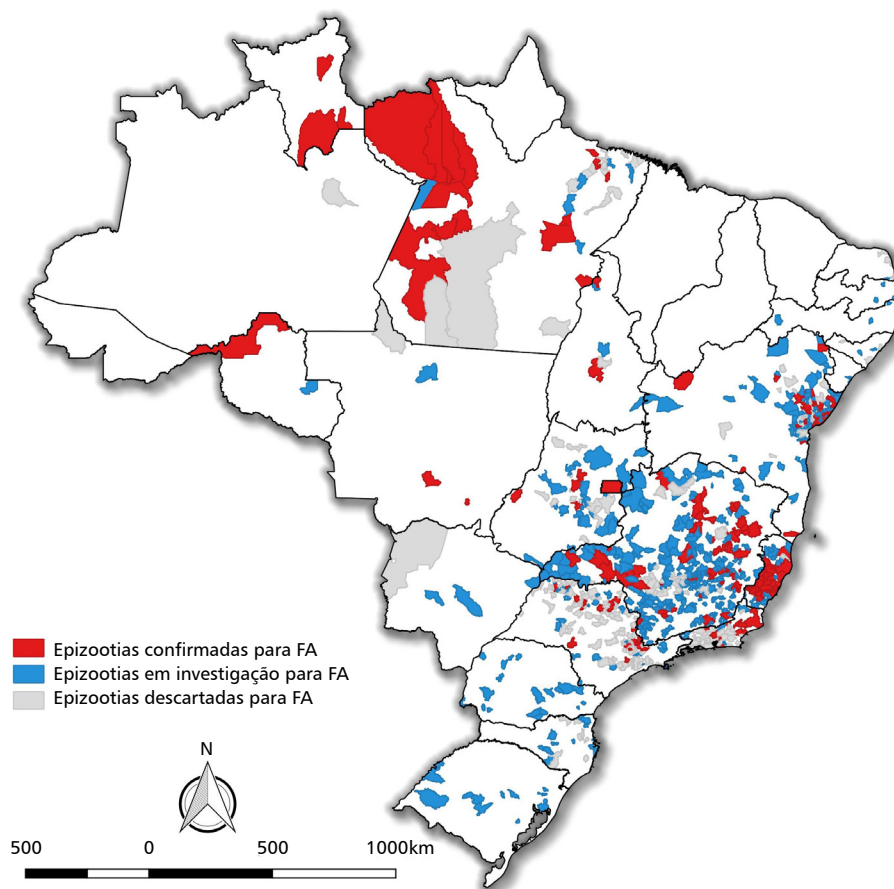 Epizootias confirmadas para FA
Epizootias em investigação para FA
Epizootias descartadas para FA
N
500 0 500 1000km